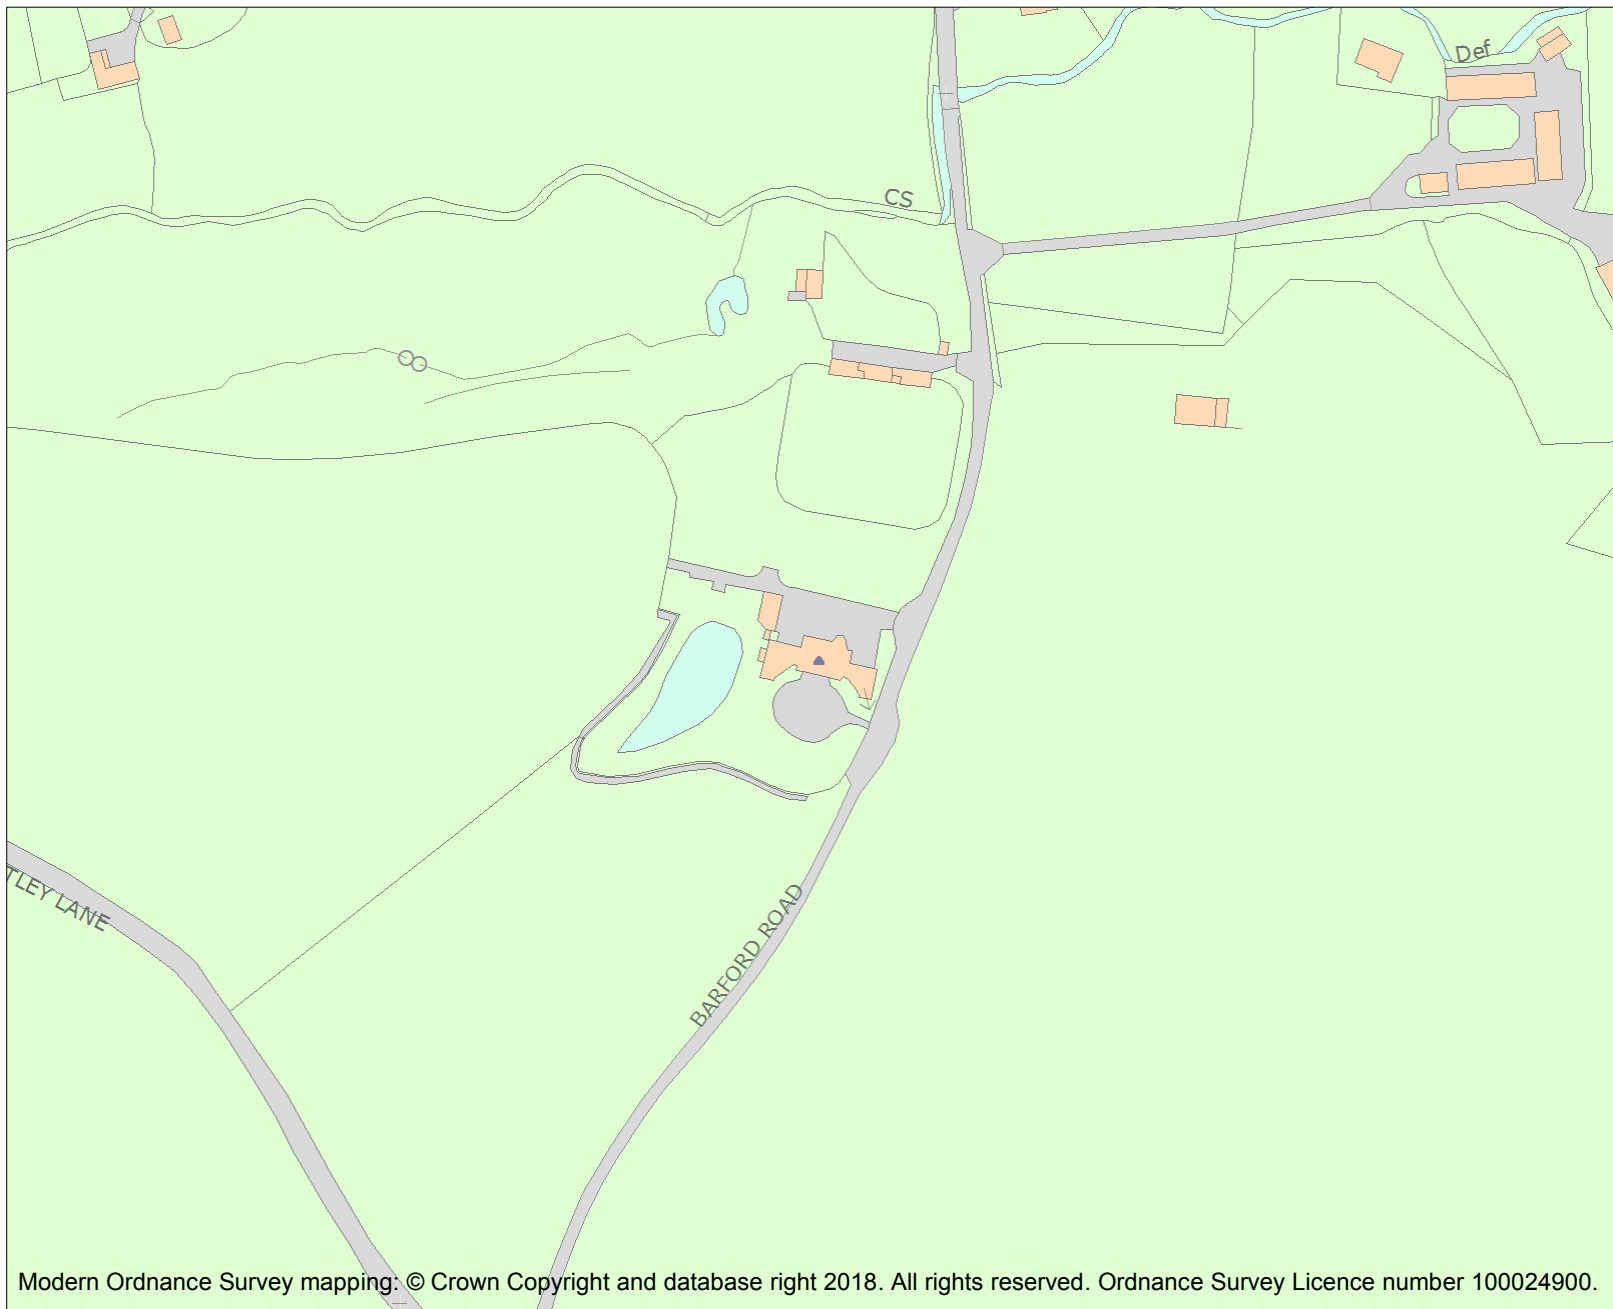 Def
CS
TLEY LANE
BARFORD ROAD
Modern Ordnance Survey mapping: © Crown Copyright and database right 2018. All rights reserved. Ordnance Survey Licence number 100024900.